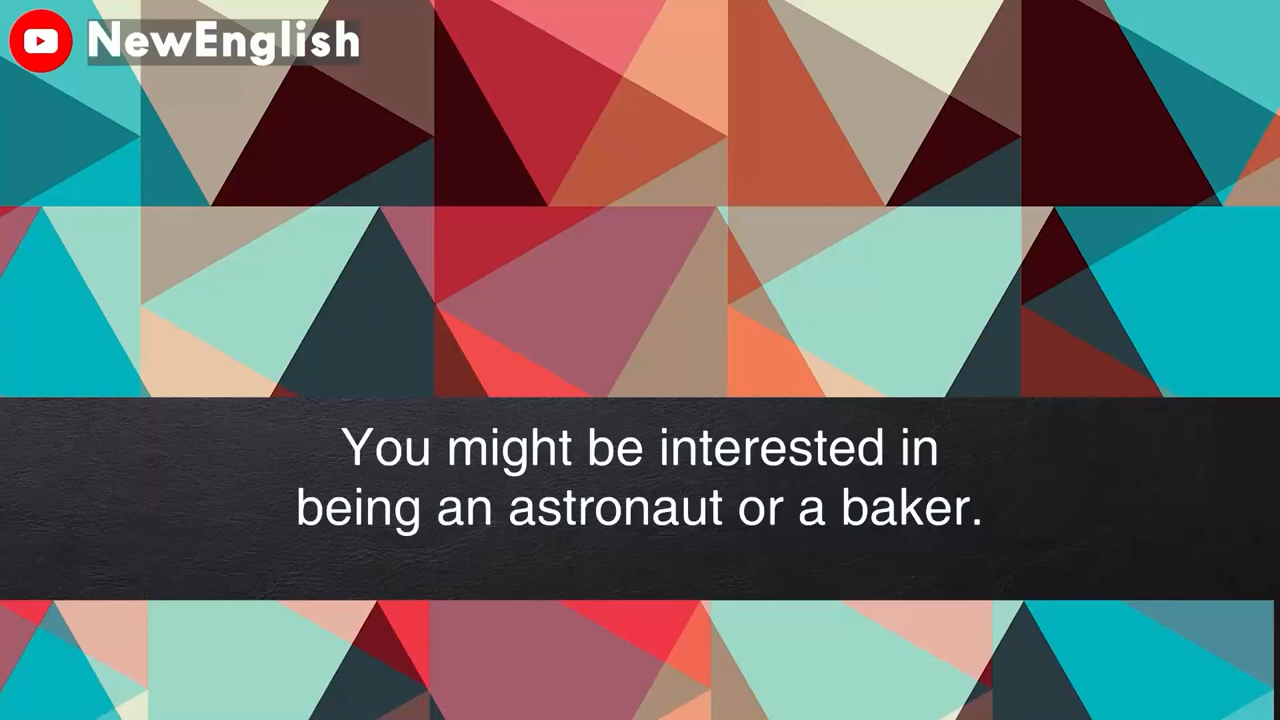 NewEnglish
You might be interested in
being an astronaut or a baker.